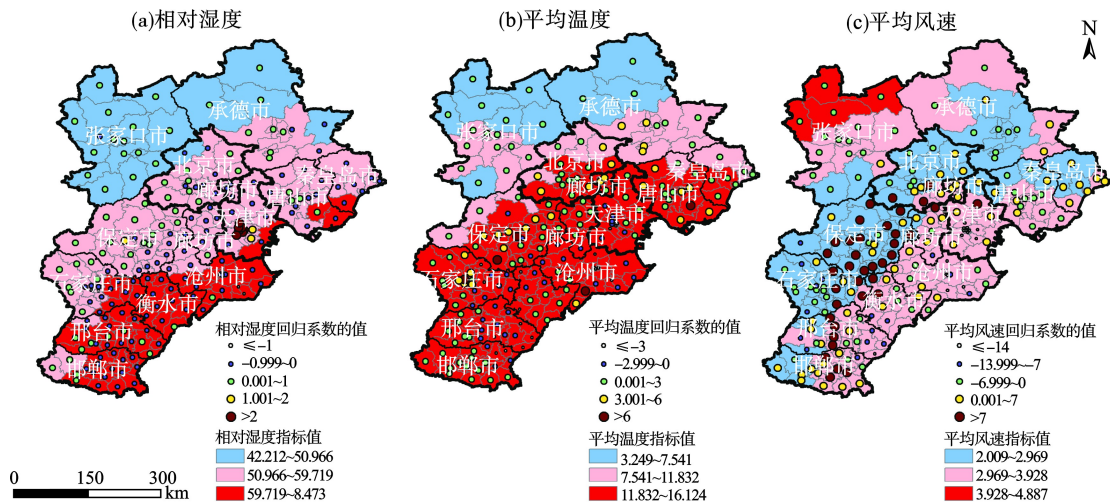 (a)相对湿度
(b)平均温度
(c)平均风速
N
承德市
张家口市
北京市
秦皇岛市
廊坊市
唐山市
天津市
保定市
廊坊市
石家庄市
沧州市
衡水市
邢台市
邯郸市
相对湿度回归系数的值
≤-1
-0.999~0
0.001~1
1.001~2
>2
相对湿度指标值
42.212~50.966
50.966~59.719
59.719~8.473
承德市
张家口市
北京市
秦皇岛市
廊坊市
唐山市
天津市
保定市
廊坊市
石家庄市
沧州市
邢台市
邯郸市
平均温度回归系数的值
≤-3
-2.999~0
0.001~3
3.001~6
>6
平均温度指标值
3.249~7.541
7.541~11.832
11.832~16.124
承德市
张家口市
北京市
秦皇岛市
廊坊市
唐山市
天津市
保定市
廊坊市
石家庄市
沧州市
衡水市
邢台市
邯郸市
平均风速回归系数的值
≤-14
-13.999~-7
-6.999~0
0.001~7
>7
平均风速指标值
2.009~2.969
2.969~3.928
3.928~4.887
0 150 300
km